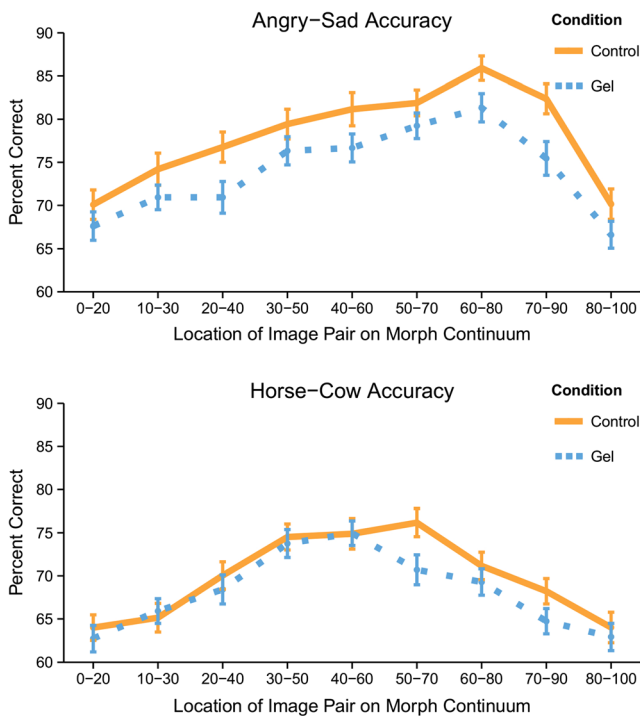 Angry−Sad Accuracy
Condition
Control
Gel
Percent Correct
90
85
80
75
70
65
60
0−20 10−30 20−40 30−50 40−60 50−70 60−80 70−90 80−100
Location of Image Pair on Morph Continuum
Horse−Cow Accuracy
Condition
Control
Gel
Percent Correct
90
85
80
75
70
65
60
0−20 10−30 20−40 30−50 40−60 50−70 60−80 70−90 80−100
Location of Image Pair on Morph Continuum